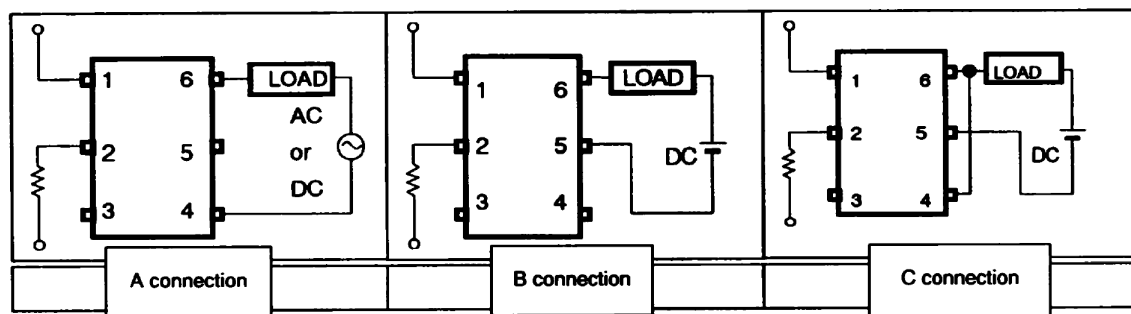 1 6 LOAD
AC
2 5 or
DC
3 4
A connection
1 6 LOAD
2 5 DC
3 4
B connection
1 6 LOAD
2 5 DC
3 4
C connection